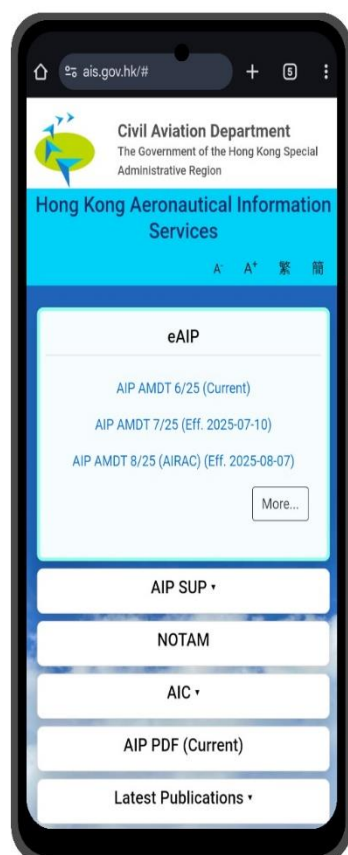 ais.gov.hk/#
5
Civil Aviation Department
The Government of the Hong Kong Special
Administrative Region
Hong Kong Aeronautical Information
Services
A- A+ 繁 簡
eAIP
AIP AMDT 6/25 (Current)
AIP AMDT 7/25 (Eff. 2025-07-10)
AIP AMDT 8/25 (AIRAC) (Eff. 2025-08-07)
More...
AIP SUP ▾
NOTAM
AIC ▾
AIP PDF (Current)
Latest Publications ▾